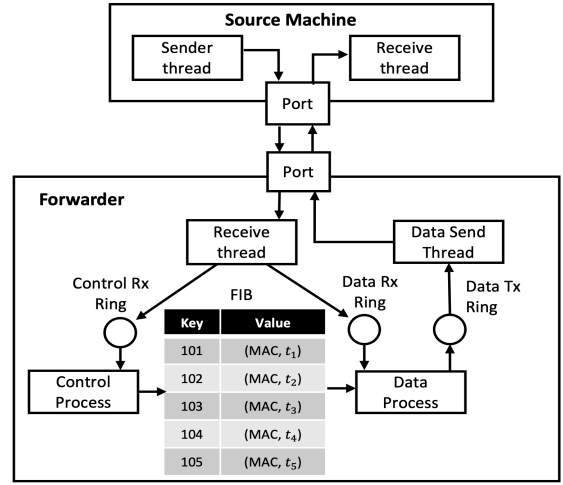 Source Machine
Sender
thread
Receive
thread
Port
Port
Forwarder
Receive
thread
Data Send
Thread
Control Rx
Ring
FIB
Data Rx
Ring
Data Tx
Ring
Key Value
101 (MAC, t₁)
102 (MAC, t₂)
103 (MAC, t₃)
104 (MAC, t₄)
105 (MAC, t₅)
Control
Process
Data
Process